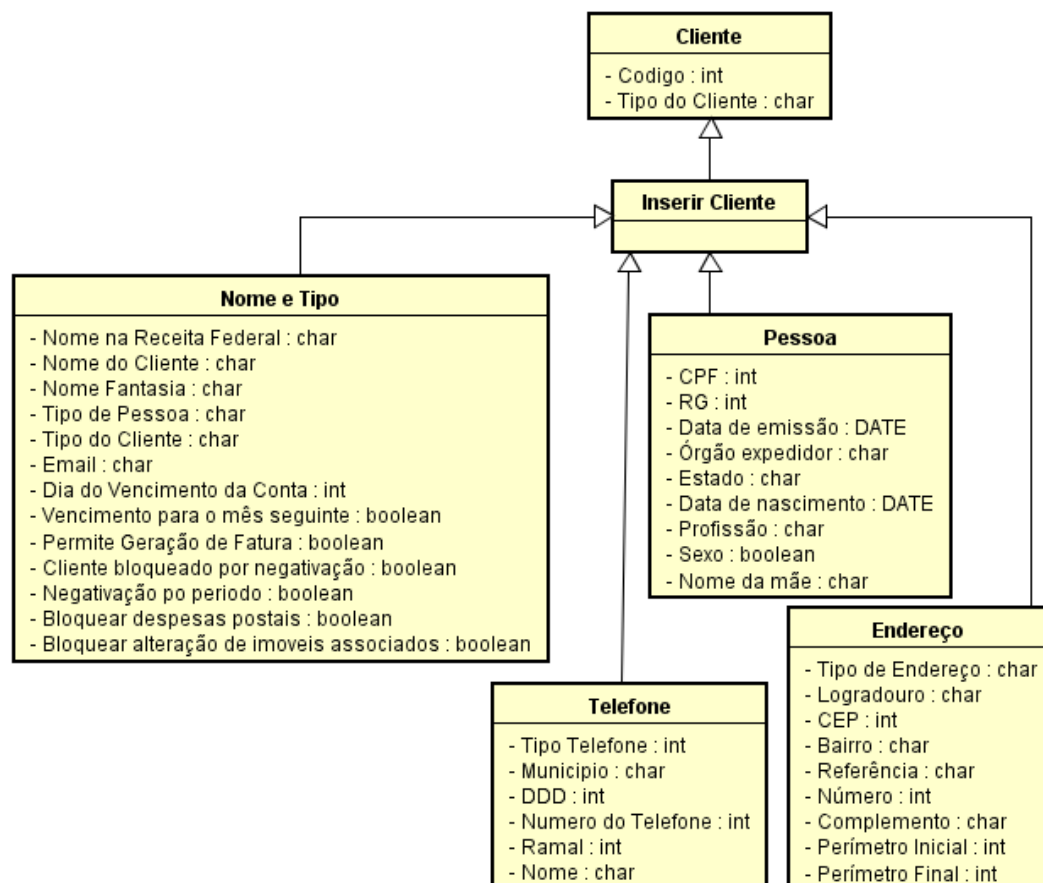 Cliente
- Codigo : int
- Tipo do Cliente : char
Inserir Cliente
Nome e Tipo
- Nome na Receita Federal : char
- Nome do Cliente : char
- Nome Fantasia : char
- Tipo de Pessoa : char
- Tipo do Cliente : char
- Email : char
- Dia do Vencimento da Conta : int
- Vencimento para o mês seguinte : boolean
- Permite Geração de Fatura : boolean
- Cliente bloqueado por negativação : boolean
- Negativação po periodo : boolean
- Bloquear despesas postais : boolean
- Bloquear alteração de imoveis associados : boolean
Pessoa
- CPF : int
- RG : int
- Data de emissão : DATE
- Órgão expedidor : char
- Estado : char
- Data de nascimento : DATE
- Profissão : char
- Sexo : boolean
- Nome da mãe : char
Telefone
- Tipo Telefone : int
- Municipio : char
- DDD : int
- Numero do Telefone : int
- Ramal : int
- Nome : char
Endereço
- Tipo de Endereço : char
- Logradouro : char
- CEP : int
- Bairro : char
- Referência : char
- Número : int
- Complemento : char
- Perímetro Inicial : int
- Perímetro Final : int